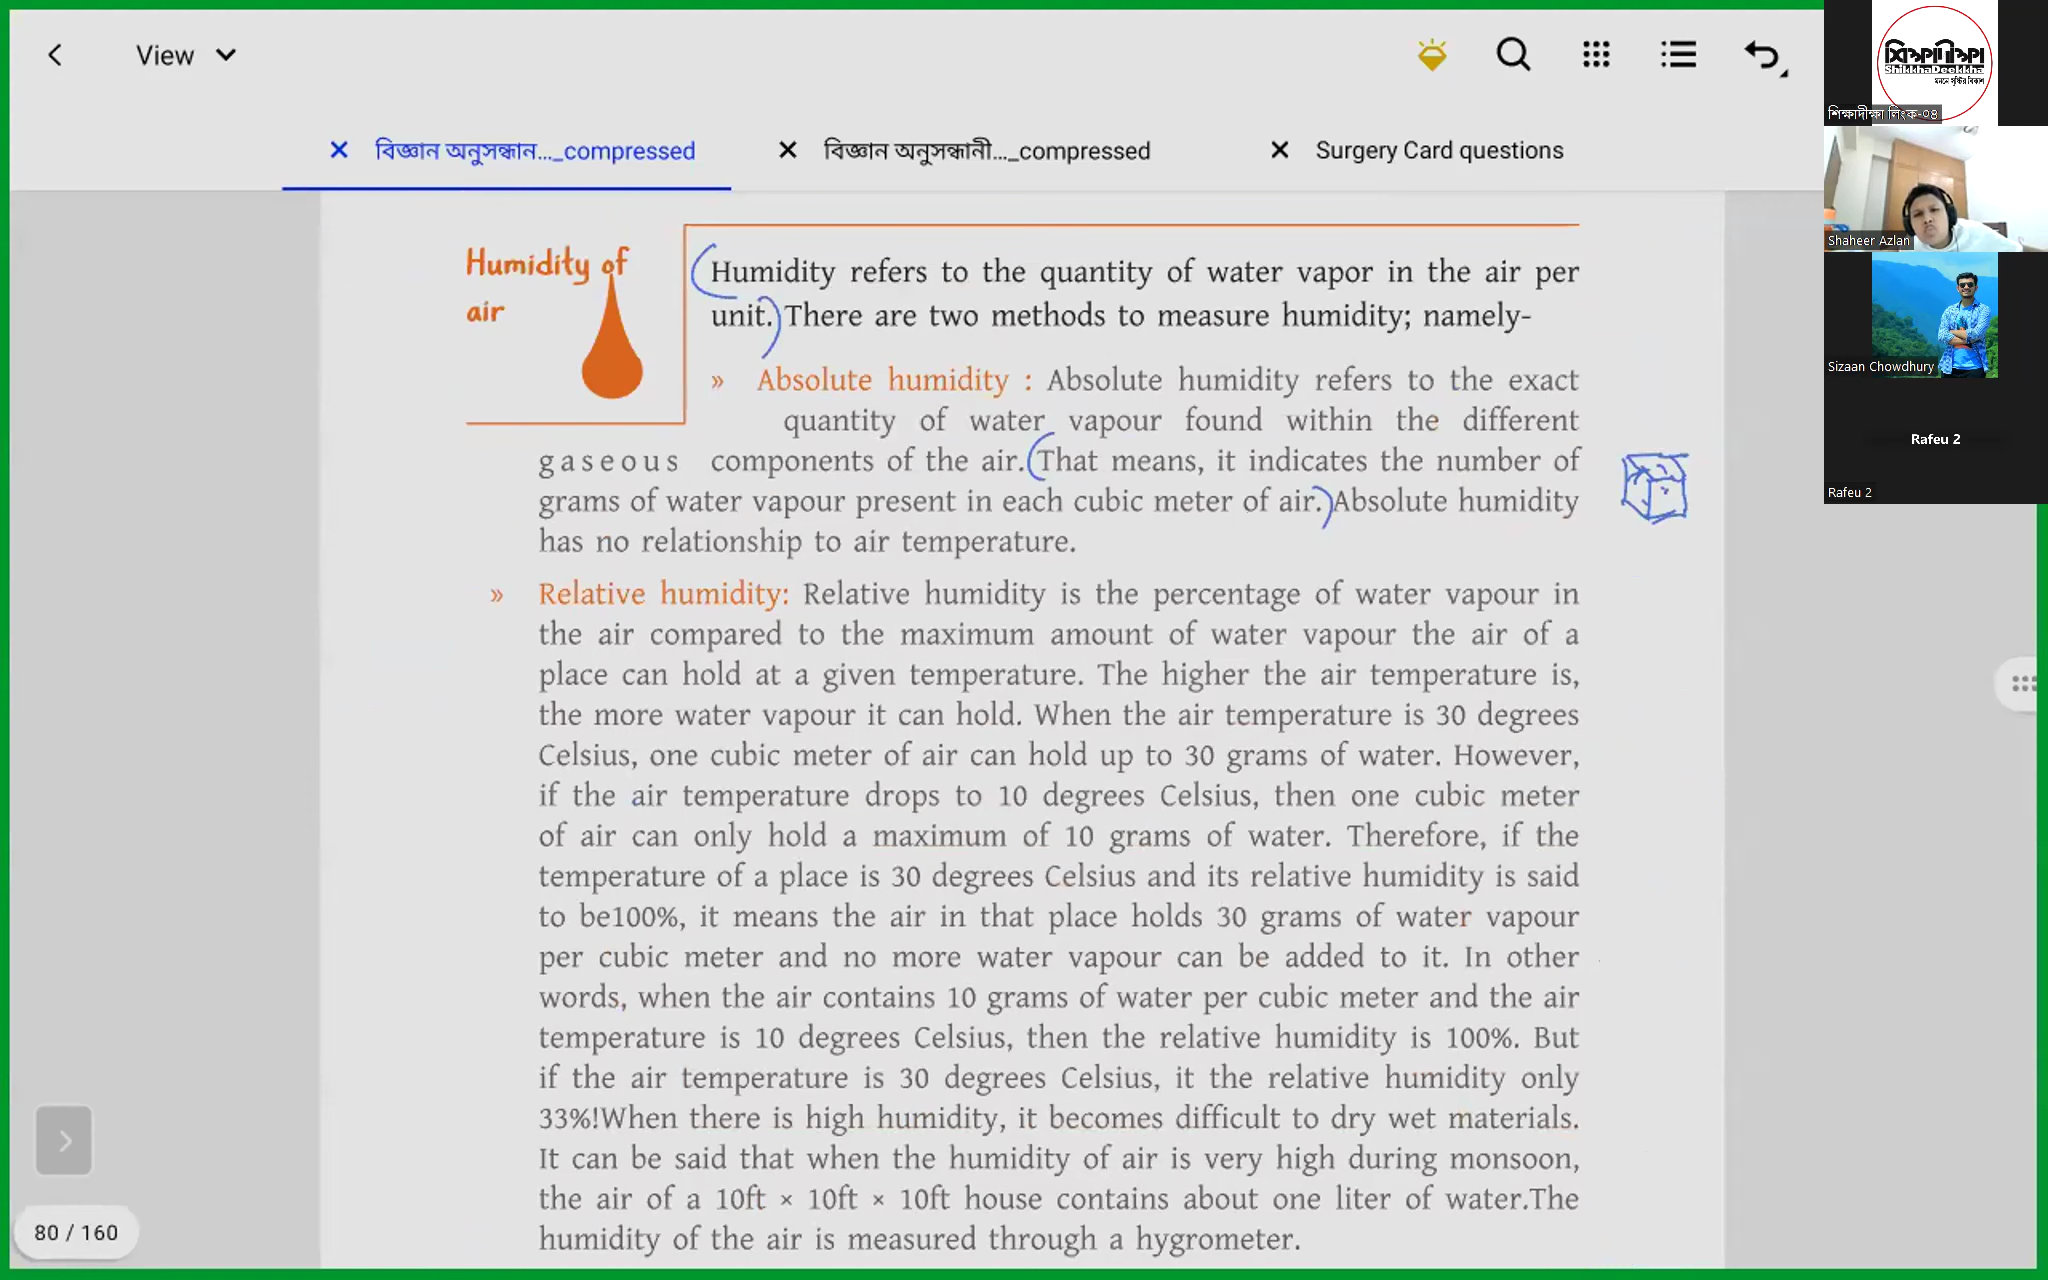 View
বিজ্ঞান অনুসন্ধান..._compressed
বিজ্ঞান অনুসন্ধানী..._compressed
Surgery Card questions
শিক্ষাদীক্ষা
ShikkhaDeekkha
শিক্ষাদীক্ষা লিংক-০৪
Shaheer Azlan
Sizaan Chowdhury
Rafeu 2
Rafeu 2
Humidity of
air
Humidity refers to the quantity of water vapor in the air per
unit. There are two methods to measure humidity; namely-
» Absolute humidity : Absolute humidity refers to the exact
quantity of water vapour found within the different
gaseous components of the air. That means, it indicates the number of
grams of water vapour present in each cubic meter of air. Absolute humidity
has no relationship to air temperature.
» Relative humidity: Relative humidity is the percentage of water vapour in
the air compared to the maximum amount of water vapour the air of a
place can hold at a given temperature. The higher the air temperature is,
the more water vapour it can hold. When the air temperature is 30 degrees
Celsius, one cubic meter of air can hold up to 30 grams of water. However,
if the air temperature drops to 10 degrees Celsius, then one cubic meter
of air can only hold a maximum of 10 grams of water. Therefore, if the
temperature of a place is 30 degrees Celsius and its relative humidity is said
to be100%, it means the air in that place holds 30 grams of water vapour
per cubic meter and no more water vapour can be added to it. In other
words, when the air contains 10 grams of water per cubic meter and the air
temperature is 10 degrees Celsius, then the relative humidity is 100%. But
if the air temperature is 30 degrees Celsius, it the relative humidity only
33%!When there is high humidity, it becomes difficult to dry wet materials.
It can be said that when the humidity of air is very high during monsoon,
the air of a 10ft × 10ft × 10ft house contains about one liter of water.The
humidity of the air is measured through a hygrometer.
80 / 160